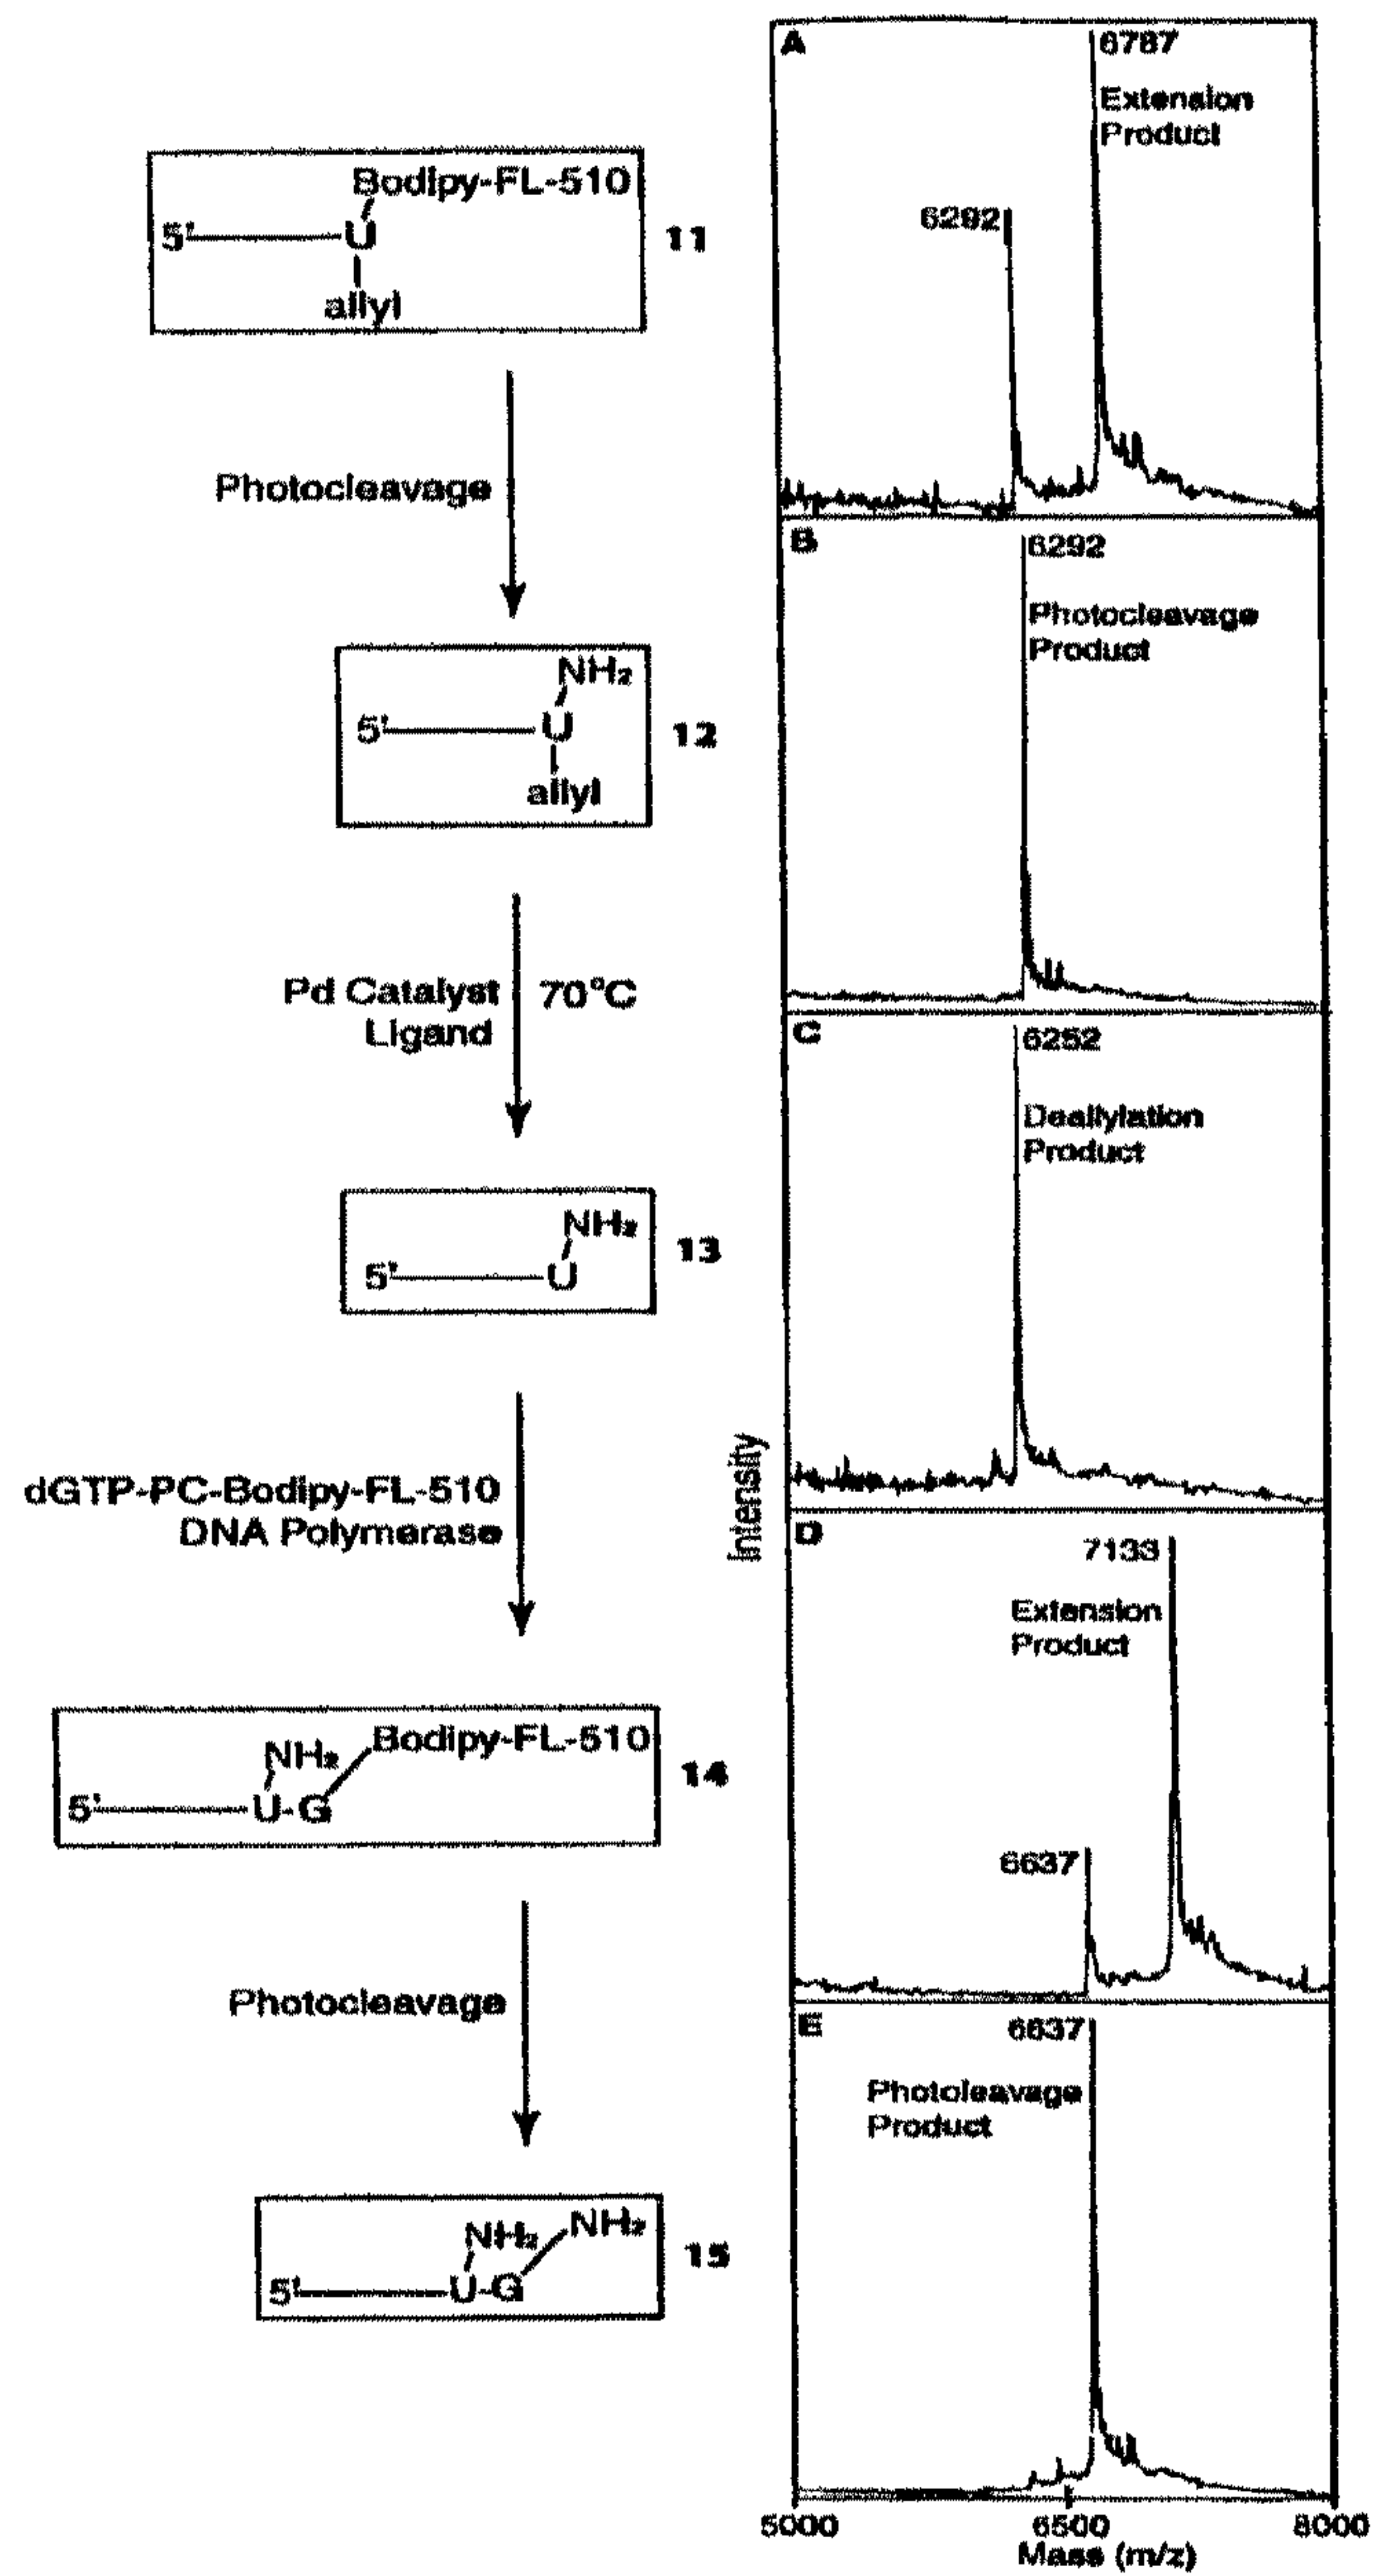 Bodipy-FL-510
5' U
allyl
11
Photocleavage
NH₂
5' U
allyl
12
Pd Catalyst 70°C
Ligand
NH₂
5' U
13
dGTP-PC-Bodipy-FL-510
DNA Polymerase
NH₂ Bodipy-FL-510
5' U-G
14
Photocleavage
NH₂ NH₂
5' U-G
15
Intensity
A
6787
Extension
Product
6292
B
6292
Photocleavage
Product
C
6252
Deallylation
Product
D
7133
Extension
Product
6637
E
6637
Photoleavage
Product
5000 6500 8000
Mass (m/z)